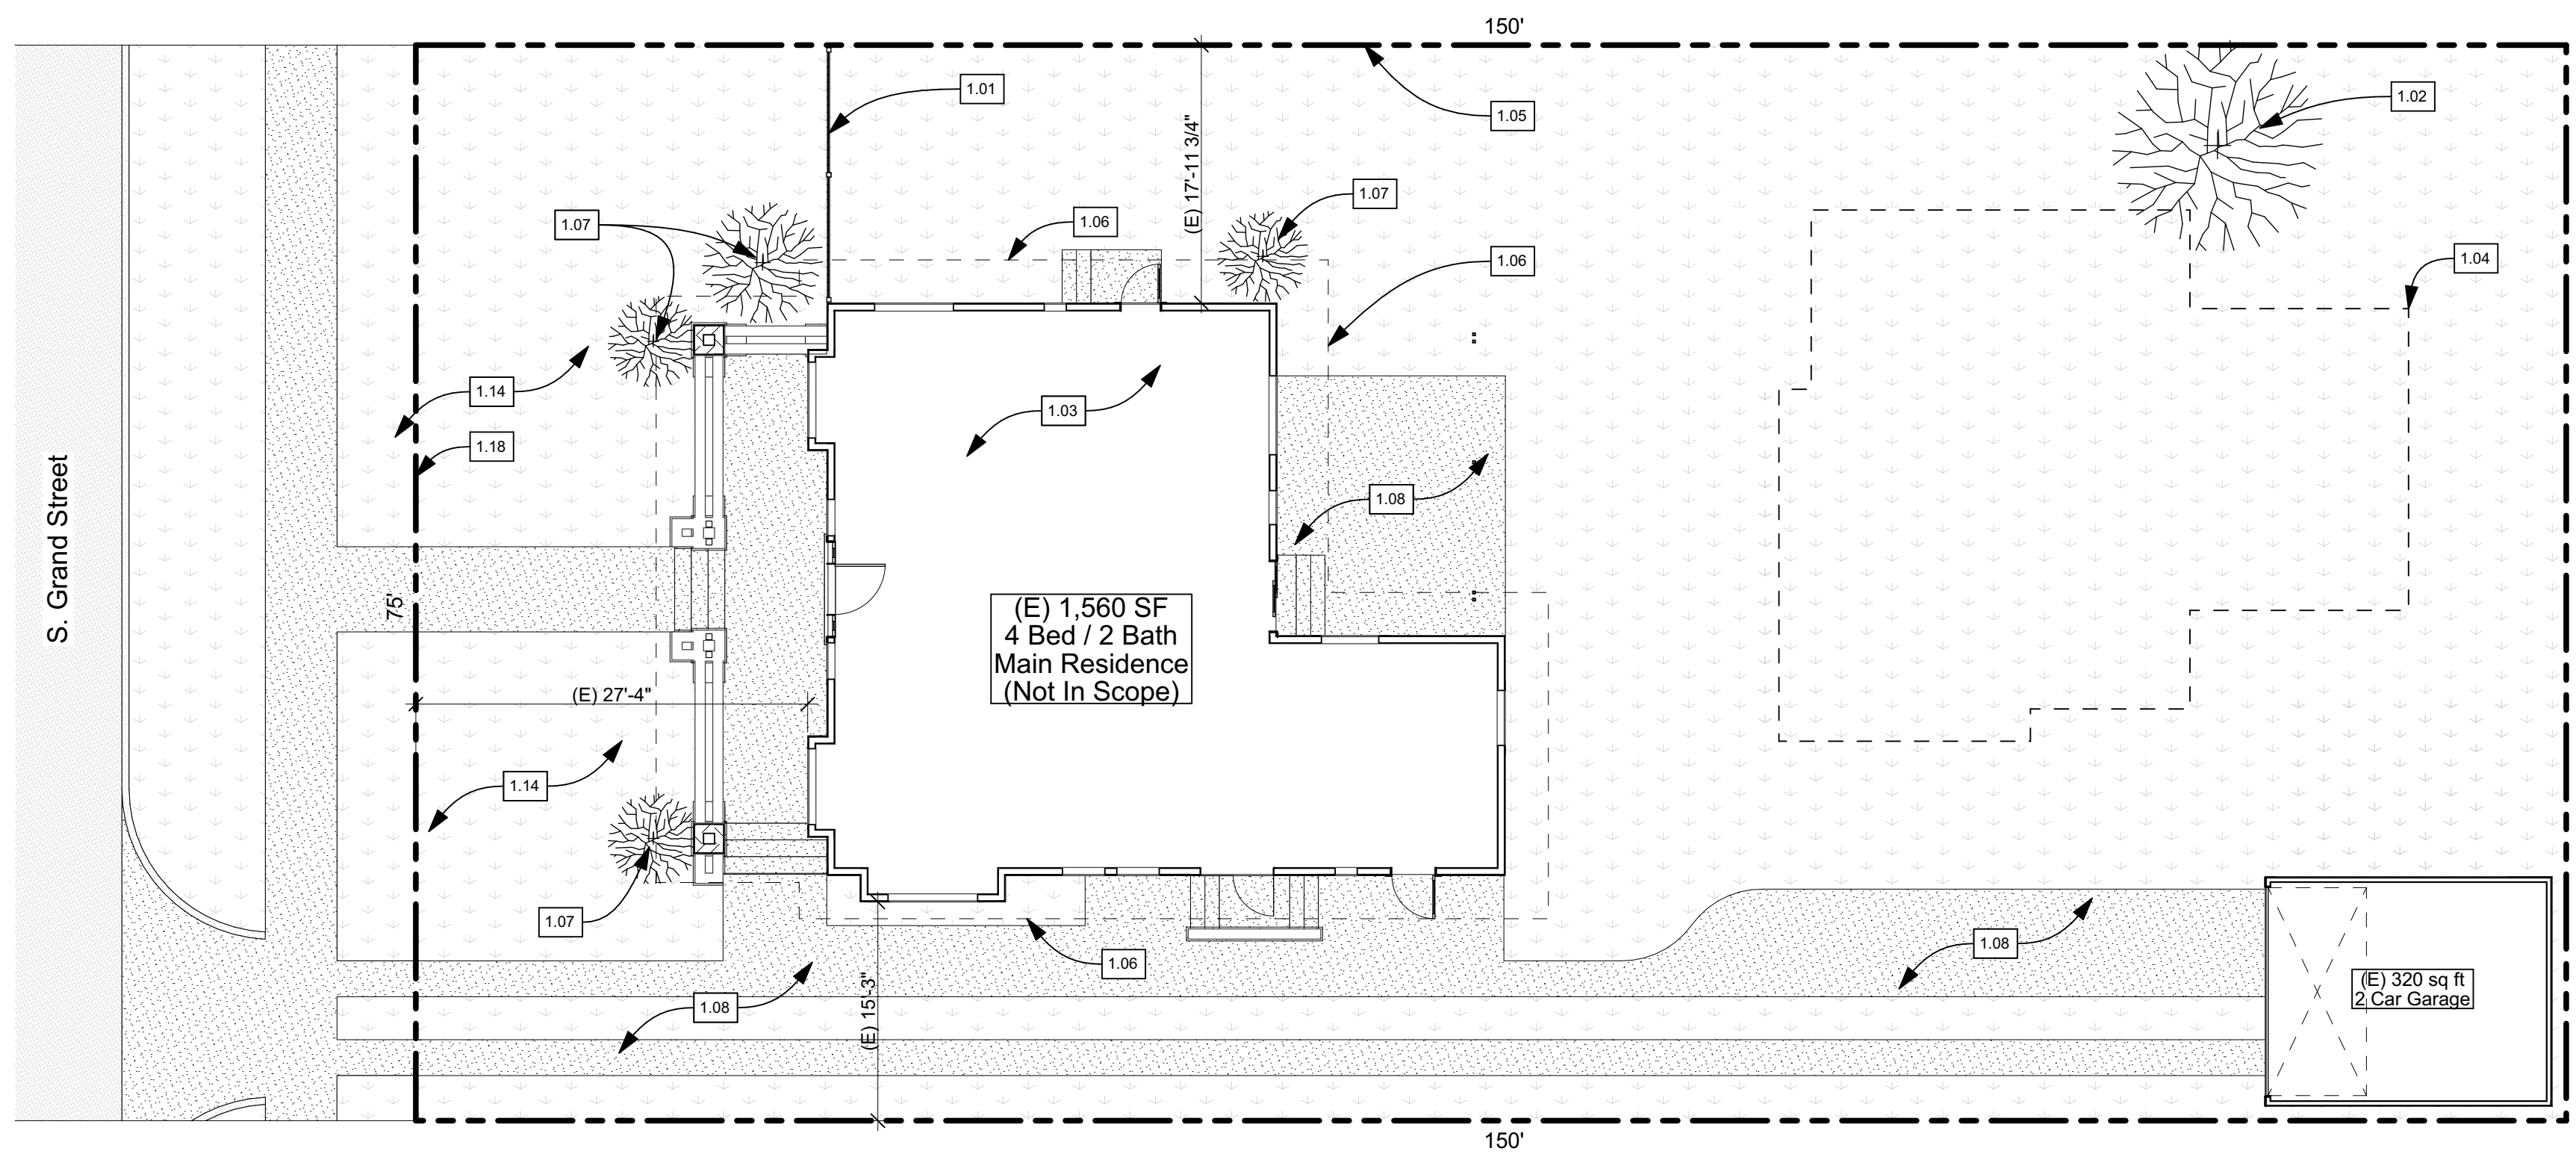 150'
1.01
1.02
1.05
(E) 17'-11 3/4"
1.07
1.07
1.06
1.06
1.04
1.14
1.03
1.18
S. Grand Street
1.08
75'
(E) 1,560 SF
4 Bed / 2 Bath
Main Residence
(Not In Scope)
(E) 27'-4"
1.14
1.07
1.06
1.08
1.08
(E) 15'-3"
(E) 320 sq ft
2 Car Garage
150'